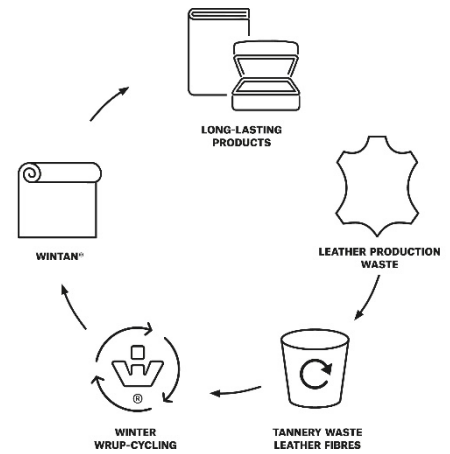 LONG-LASTING
PRODUCTS
LEATHER PRODUCTION
WASTE
WINTAN®
®
WINTER
WRUP-CYCLING
TANNERY WASTE
LEATHER FIBRES